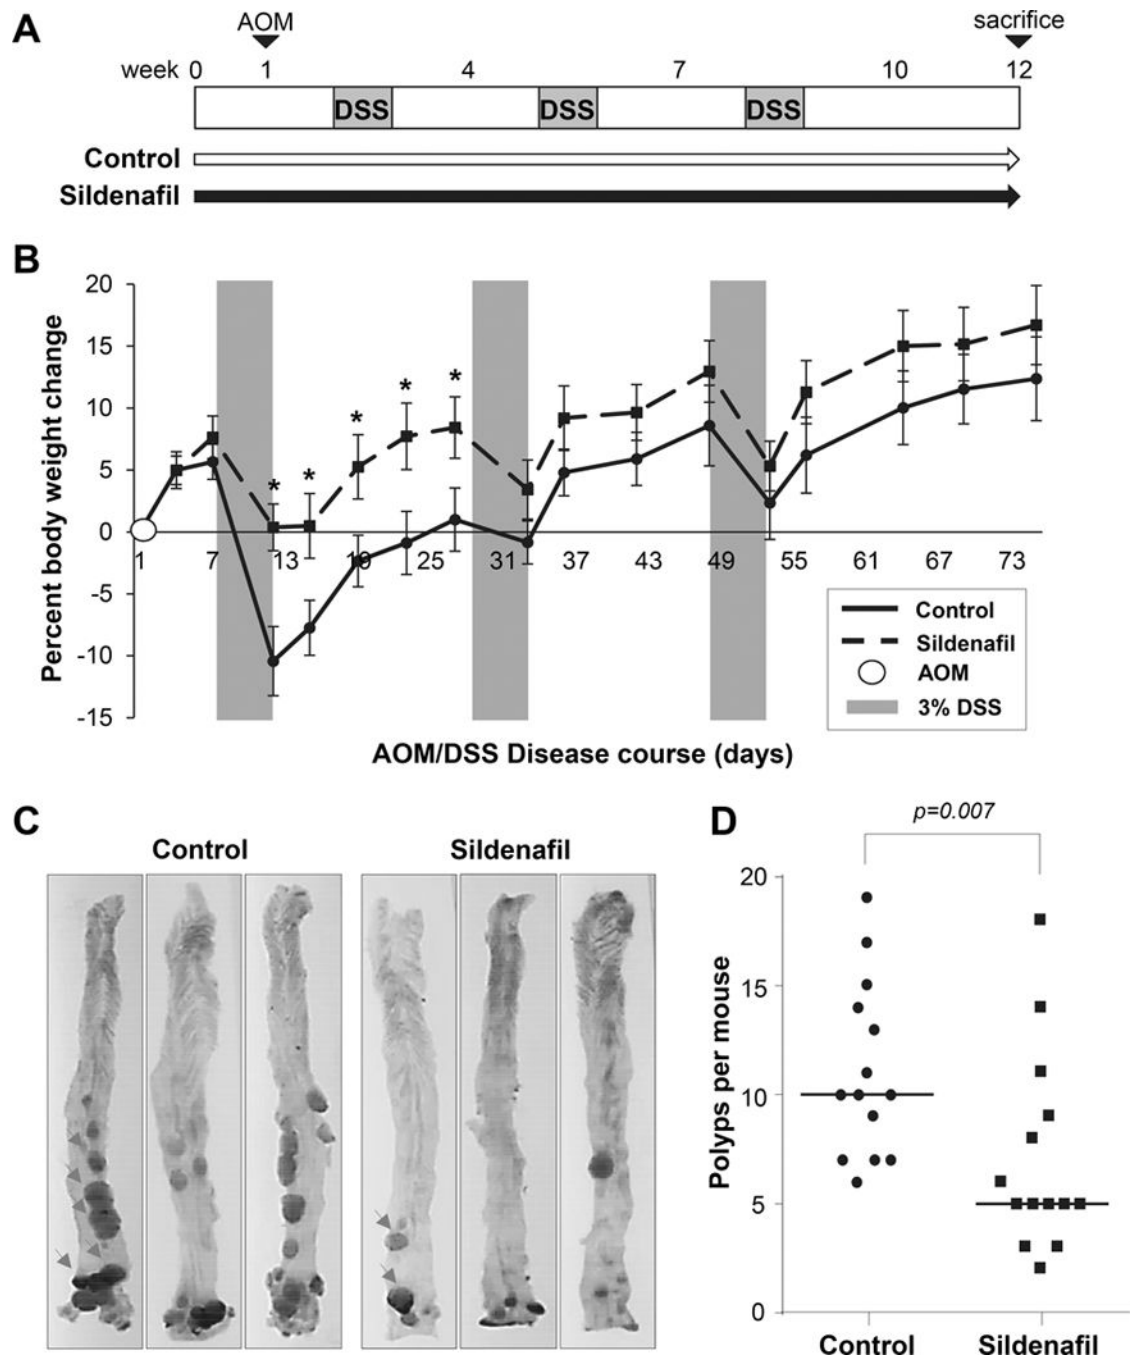 A
AOM
sacrifice
week 0 1 4 7 10 12
DSS DSS DSS
Control
Sildenafil
B
Percent body weight change
20
15
10
5
0
-5
-10
-15
* * * * *
1 7 13 19 25 31 37 43 49 55 61 67 73
Control
Sildenafil
AOM
3% DSS
AOM/DSS Disease course (days)
C
Control Sildenafil
D
p=0.007
Polyps per mouse
20
15
10
5
0
Control Sildenafil